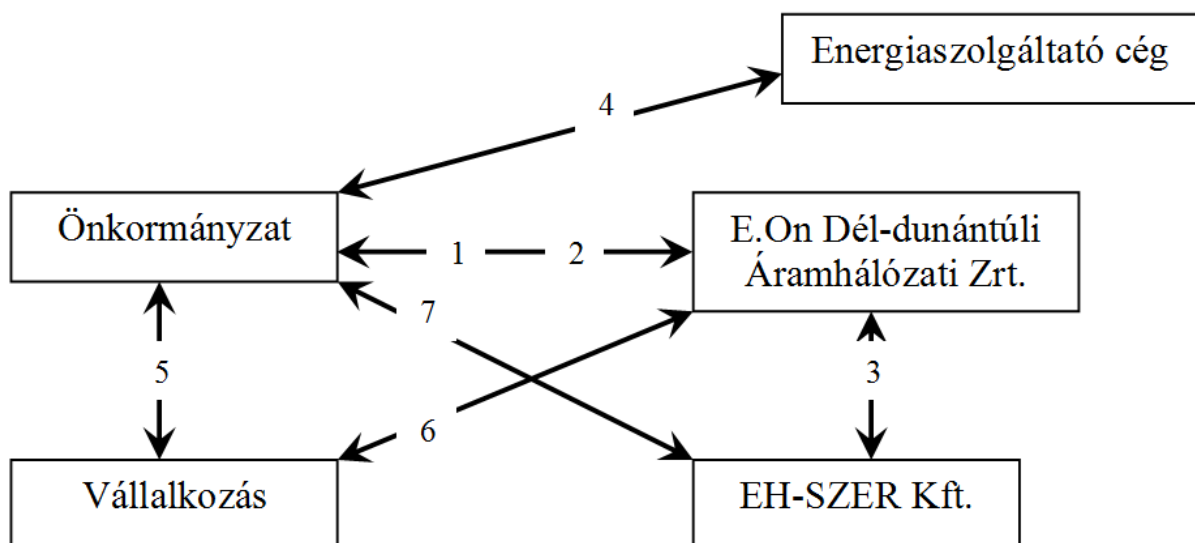 Energiaszolgáltató cég
4
Önkormányzat
1 2
E.On Dél-dunántúli
Áramhálózati Zrt.
7
5
3
6
Vállalkozás
EH-SZER Kft.